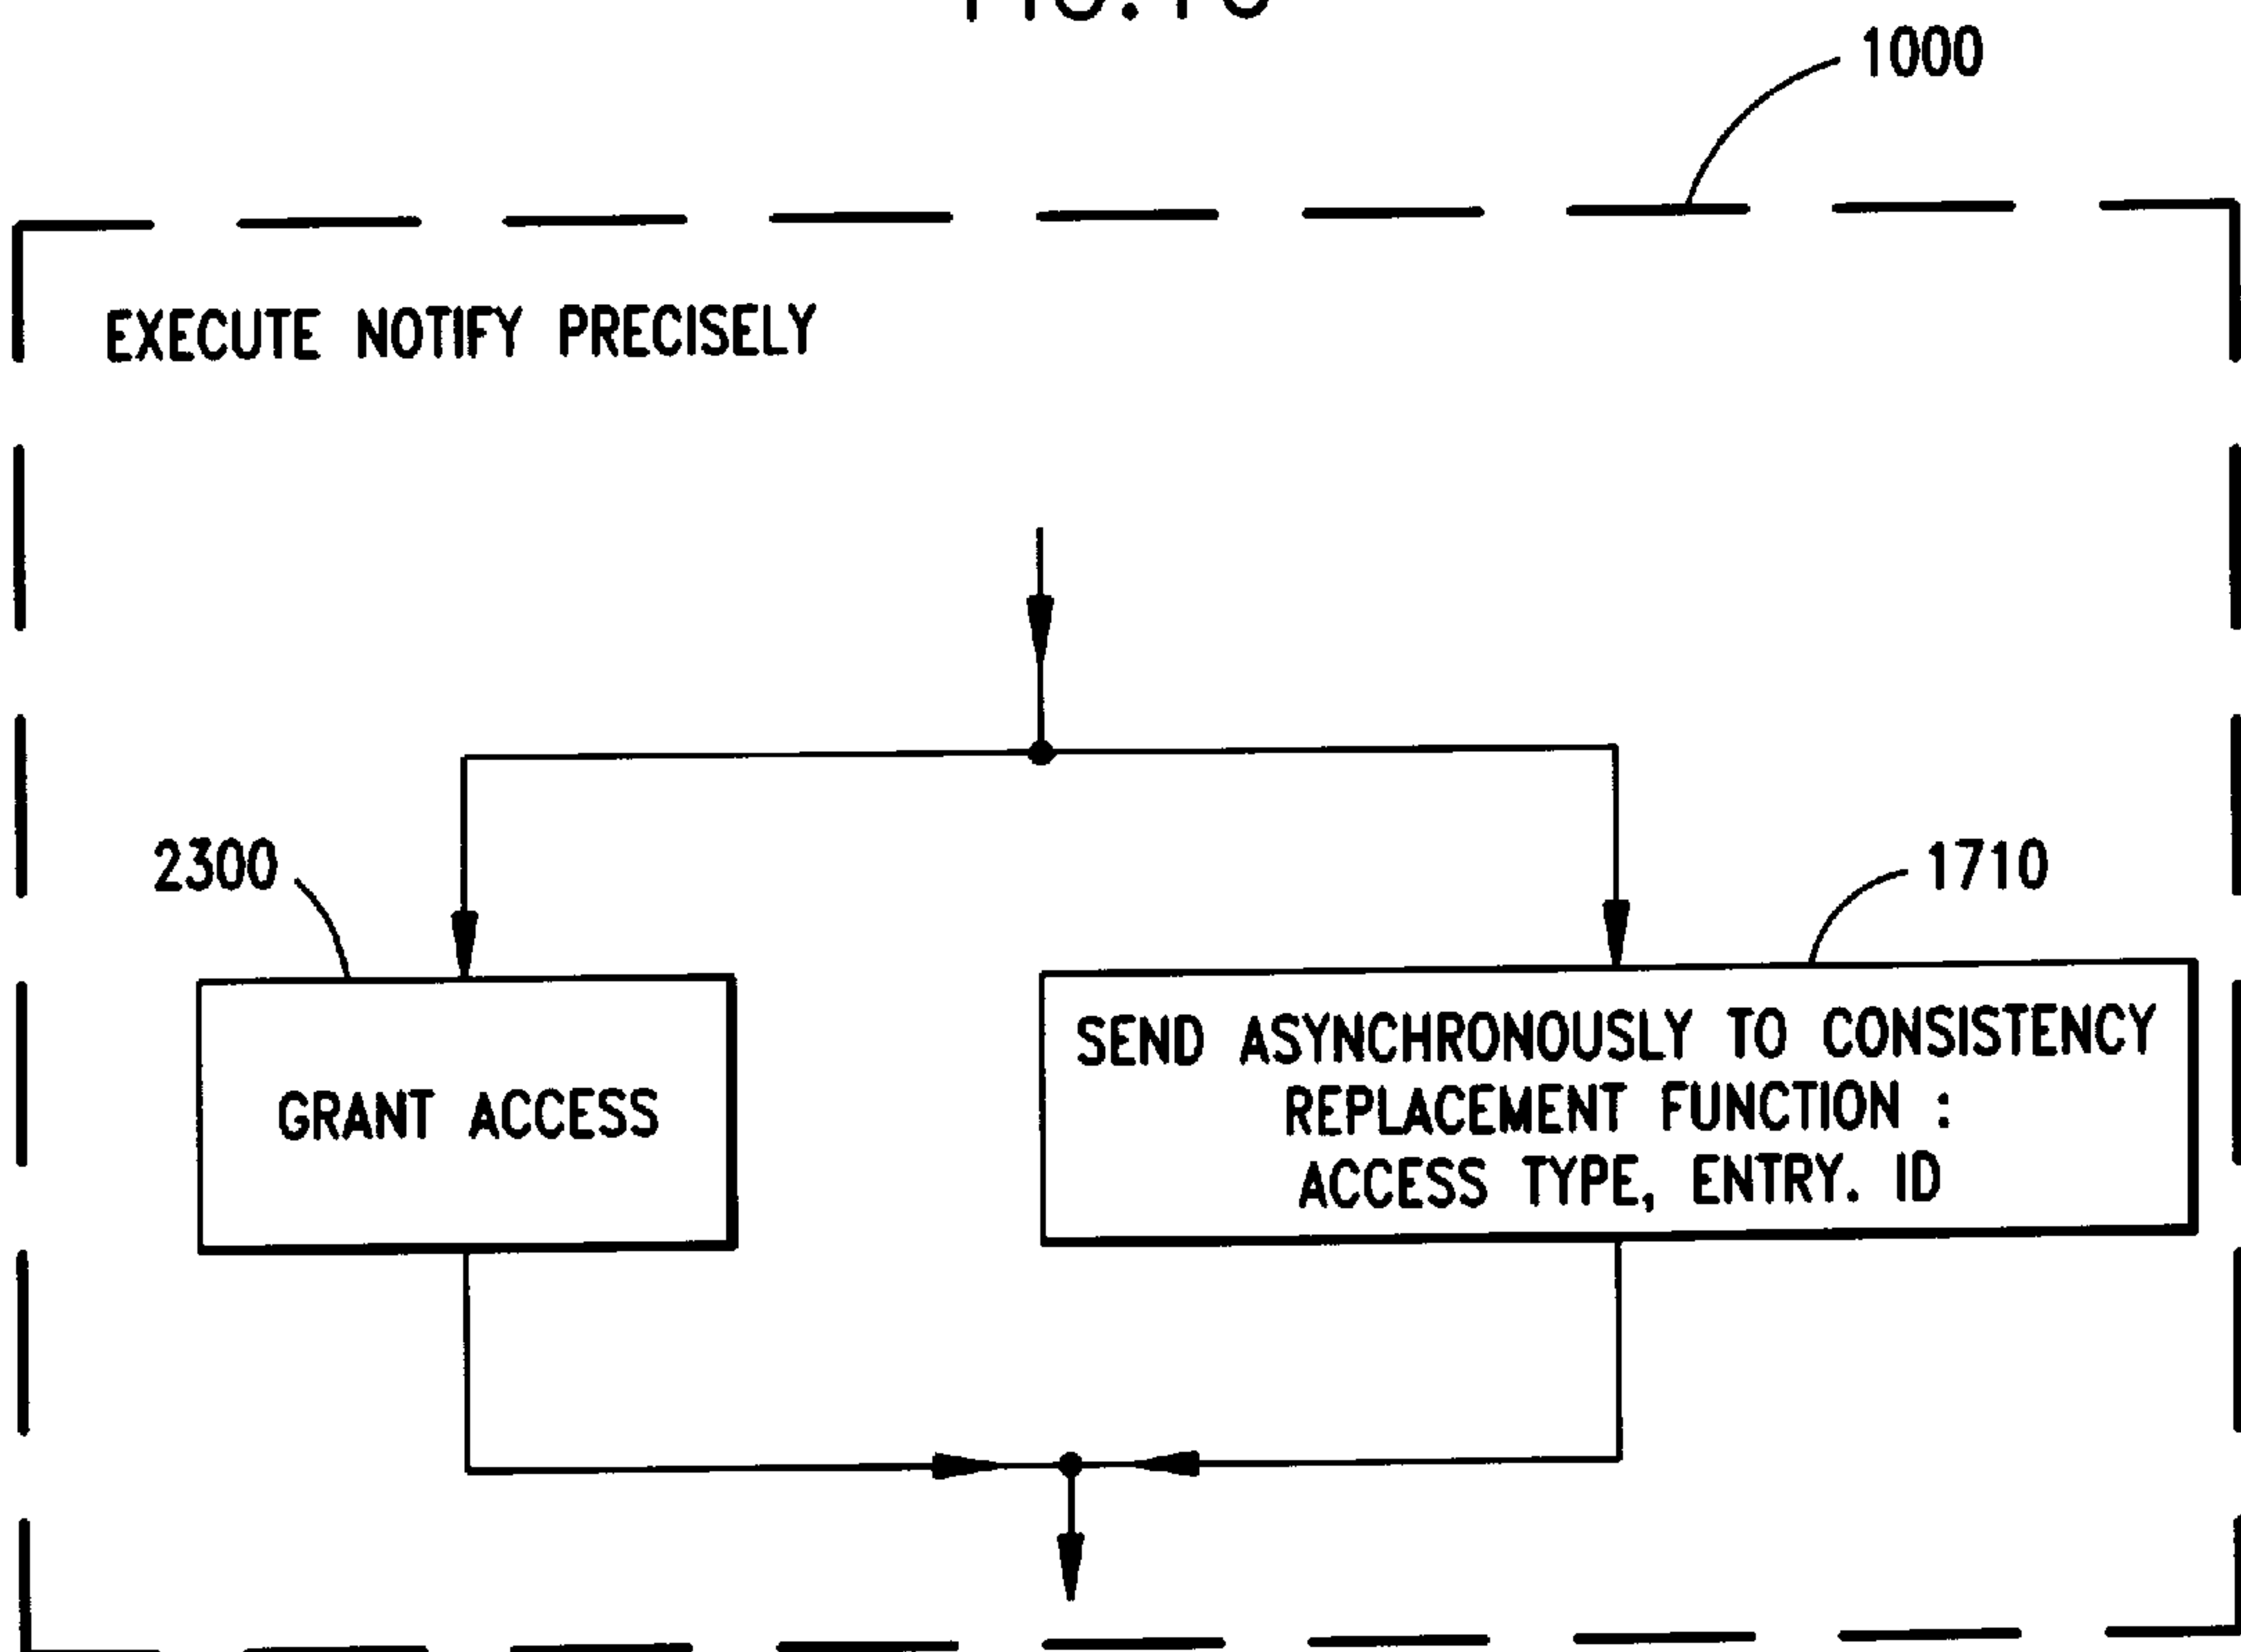 1000
EXECUTE NOTIFY PRECISELY
2300
1710
GRANT ACCESS
SEND ASYNCHRONOUSLY TO CONSISTENCY
REPLACEMENT FUNCTION :
ACCESS TYPE, ENTRY. ID